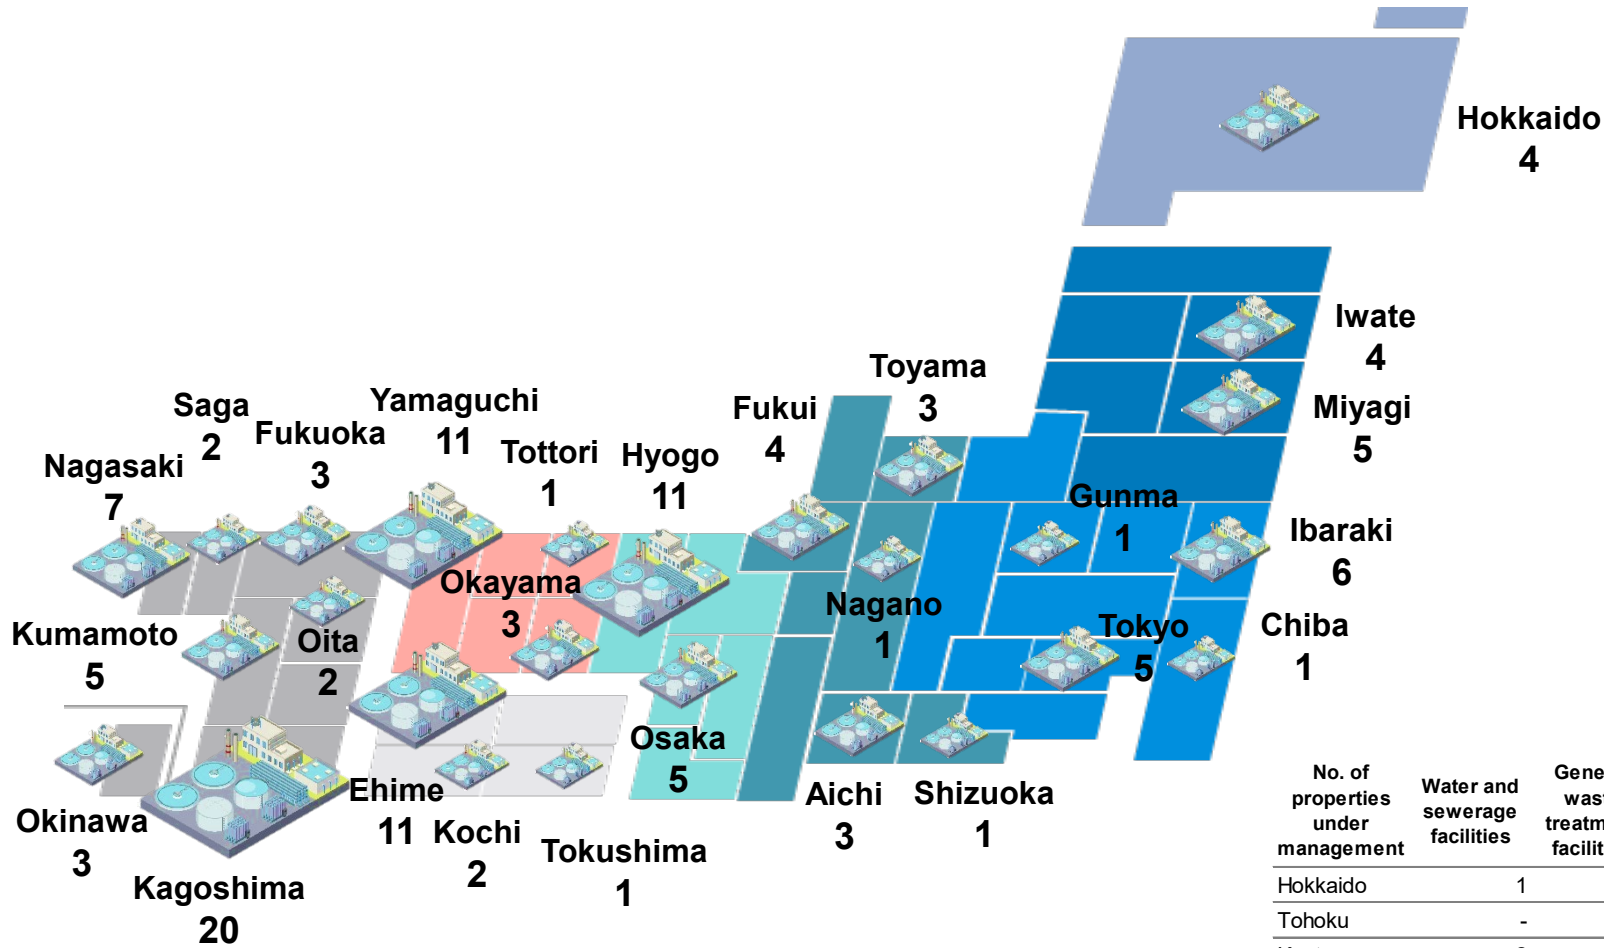 Hokkaido
4
Iwate
4
Miyagi
5
Toyama
3
Fukui
4
Yamaguchi
11
Saga
2
Fukuoka
3
Tottori
1
Hyogo
11
Nagasaki
7
Gunma
1
Ibaraki
6
Okayama
3
Nagano
1
Tokyo
5
Chiba
1
Kumamoto
5
Oita
2
Osaka
5
Okinawa
3
Ehime
11
Kochi
2
Tokushima
1
Aichi
3
Shizuoka
1
Kagoshima
20
No. of
properties
under
management
Water and
sewerage
facilities
Hokkaido 1
Tohoku -